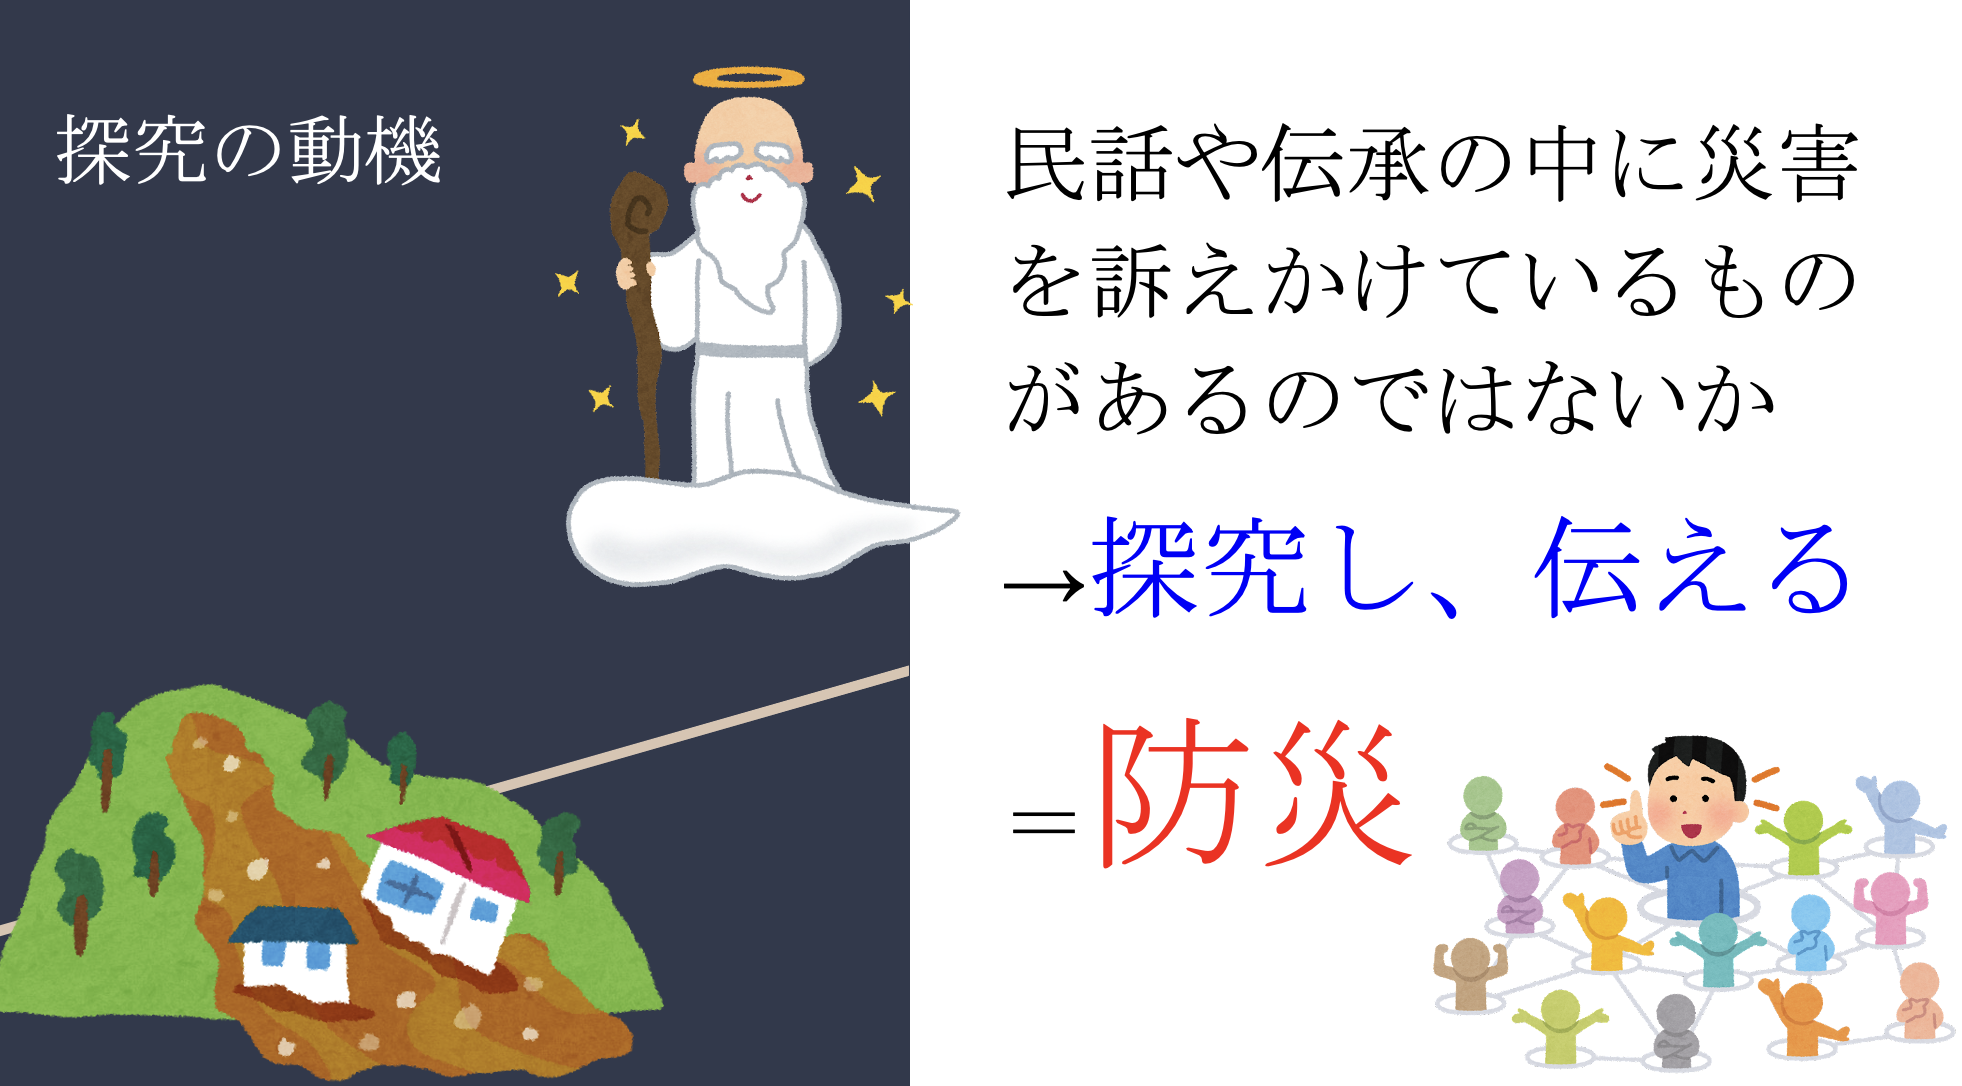 探究の動機
民話や伝承の中に災害
を訴えかけているもの
があるのではないか
→探究し、伝える
＝防災